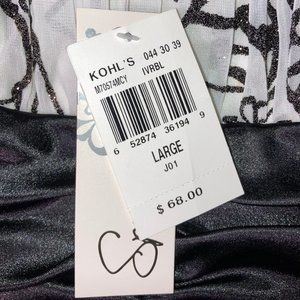 KOHL'S 044 30 39
M70574MCY IVRBL
6 52874 36194 9
LARGE
J01
$ 68.00